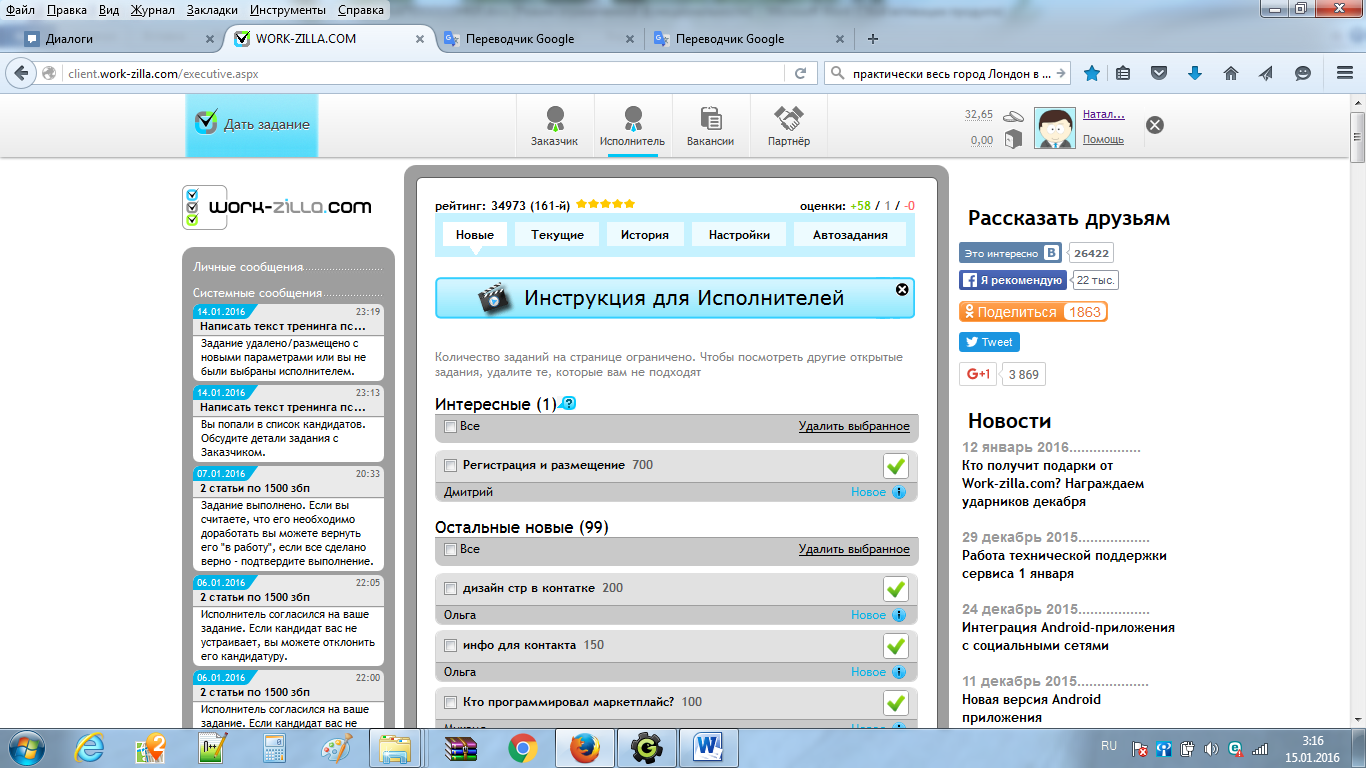 Файл Правка Вид Журнал Закладки Инструменты Справка
Диалоги
WORK-ZILLA.COM
Переводчик Google
Переводчик Google
client.work-zilla.com/executive.aspx
практически весь город Лондон в ...
Дать задание
Заказчик
Исполнитель
Вакансии
Партнёр
32,65
0,00
Натал...
Помощь
work-zilla.com
Личные сообщения
Системные сообщения
14.01.2016 23:19
Написать текст тренинга пс...
Задание удалено/размещено с
новыми параметрами или вы не
были выбраны исполнителем.
14.01.2016 23:13
Написать текст тренинга пс...
Вы попали в список кандидатов.
Обсудите детали задания с
Заказчиком.
07.01.2016 20:33
2 статьи по 1500 збп
Задание выполнено. Если вы
считаете, что его необходимо
доработать вы можете вернуть
его "в работу", если все сделано
верно - подтвердите выполнение.
06.01.2016 22:05
2 статьи по 1500 збп
Исполнитель согласился на ваше
задание. Если кандидат вас не
устраивает, вы можете отклонить
его кандидатуру.
06.01.2016 22:00
2 статьи по 1500 збп
Исполнитель согласился на ваше
задание. Если кандидат вас не
рейтинг: 34973 (161-й)
оценки: +58 / 1 / -0
Новые
Текущие
История
Настройки
Автозадания
Инструкция для Исполнителей
Количество заданий на странице ограничено. Чтобы посмотреть другие открытые
задания, удалите те, которые вам не подходят
Интересные (1)
Все
Удалить выбранное
Регистрация и размещение 700
Дмитрий
Новое
Остальные новые (99)
Все
Удалить выбранное
дизайн стр в контатке 200
Ольга
Новое
инфо для контакта 150
Ольга
Новое
Кто программировал маркетплайс? 100
Рассказать друзьям
Это интересно В 26422
Я рекомендую 22 тыс.
Поделиться 1863
Tweet
G+1 3 869
Новости
12 январь 2016..................
Кто получит подарки от
Work-zilla.com? Награждаем
ударников декабря
29 декабрь 2015..................
Работа технической поддержки
сервиса 1 января
24 декабрь 2015..................
Интеграция Android-приложения
с социальными сетями
11 декабрь 2015..................
Новая версия Android
приложения
RU
3:16
15.01.2016